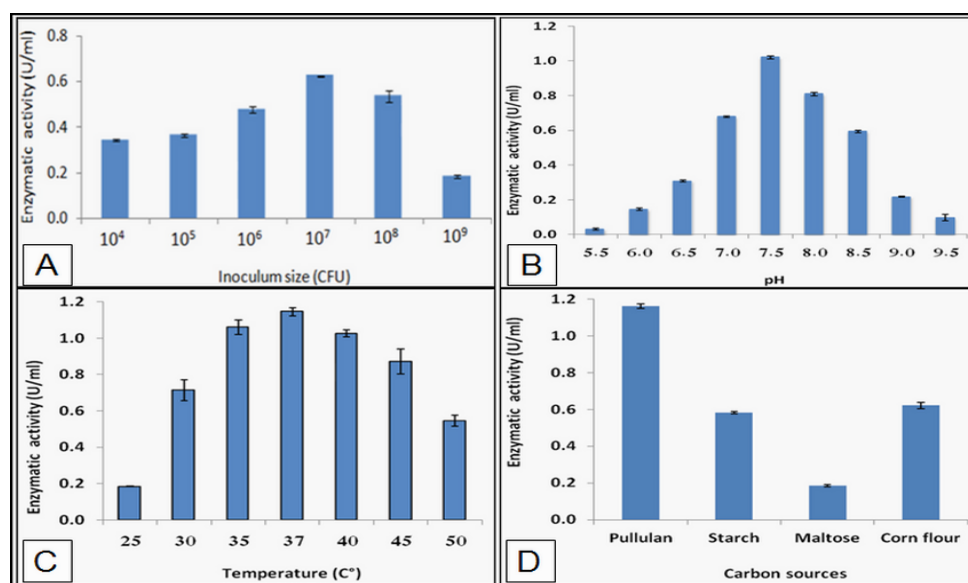 Enzymatic activity (U/ml)
0.8
0.6
0.4
0.2
0.0
10⁴ 10⁵ 10⁶ 10⁷ 10⁸ 10⁹
Inoculum size (CFU)
A
Enzymatic activity (U/ml)
1.2
1.0
0.8
0.6
0.4
0.2
0.0
5.5 6.0 6.5 7.0 7.5 8.0 8.5 9.0 9.5
pH
B
Enzymatic activity (U/ml)
1.2
1.0
0.8
0.6
0.4
0.2
0.0
25 30 35 37 40 45 50
Temperature (C°)
C
Enzymatic activity (U/ml)
1.2
1.0
0.8
0.6
0.4
0.2
0.0
Pullulan Starch Maltose Corn flour
Carbon sources
D